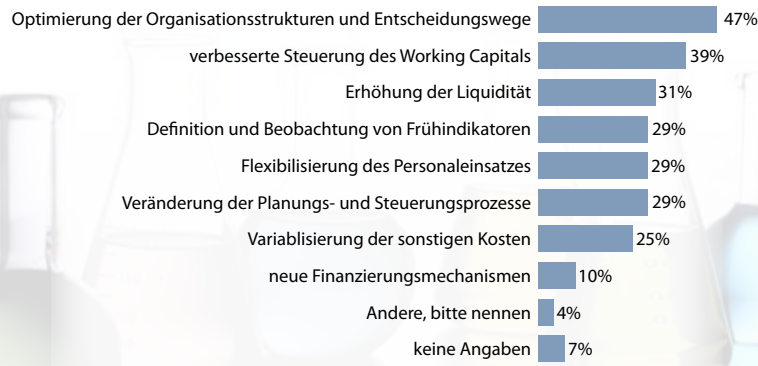 Optimierung der Organisationsstrukturen und Entscheidungswege 47%
verbesserte Steuerung des Working Capitals 39%
Erhöhung der Liquidität 31%
Definition und Beobachtung von Frühindikatoren 29%
Flexibilisierung des Personaleinsatzes 29%
Veränderung der Planungs- und Steuerungsprozesse 29%
Variablisierung der sonstigen Kosten 25%
neue Finanzierungsmechanismen 10%
Andere, bitte nennen 4%
keine Angaben 7%